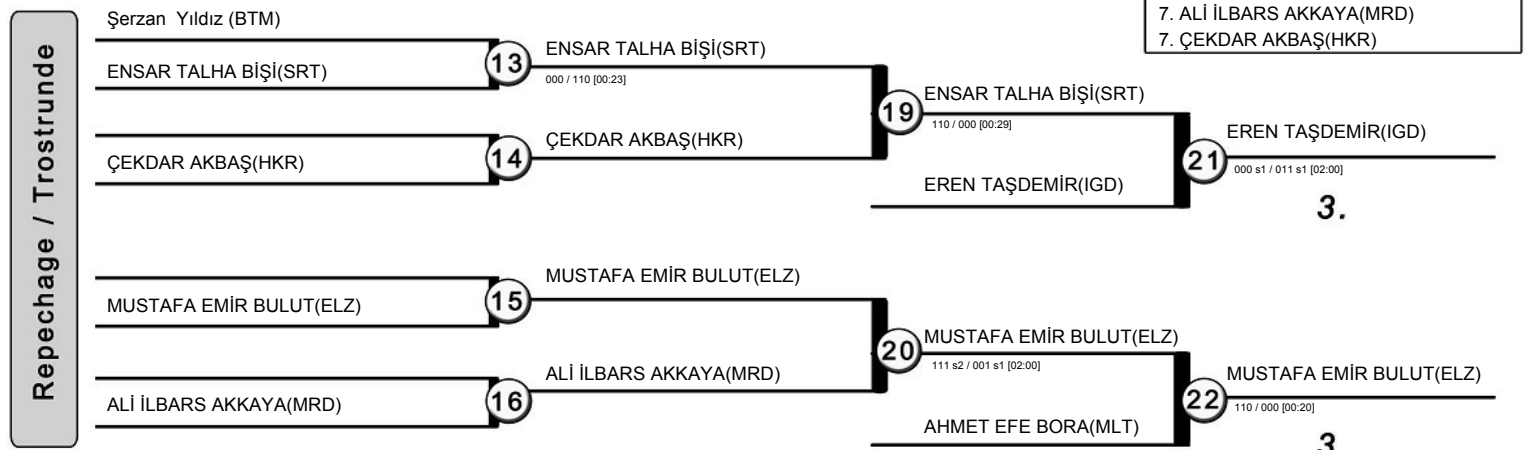 7. ALİ İLBARS AKKAYA(MRD)
7. ÇEKDAR AKBAŞ(HKR)
Repechage / Trostrunde
Şerzan Yıldız (BTM)
ENSAR TALHA BİŞİ(SRT)
13
ENSAR TALHA BİŞİ(SRT)
000 / 110 [00:23]
ÇEKDAR AKBAŞ(HKR)
14
ÇEKDAR AKBAŞ(HKR)
19
ENSAR TALHA BİŞİ(SRT)
110 / 000 [00:29]
EREN TAŞDEMİR(IGD)
21
EREN TAŞDEMİR(IGD)
000 s1 / 011 s1 [02:00]
3.
MUSTAFA EMİR BULUT(ELZ)
15
MUSTAFA EMİR BULUT(ELZ)
ALİ İLBARS AKKAYA(MRD)
16
ALİ İLBARS AKKAYA(MRD)
20
MUSTAFA EMİR BULUT(ELZ)
111 s2 / 001 s1 [02:00]
AHMET EFE BORA(MLT)
22
MUSTAFA EMİR BULUT(ELZ)
110 / 000 [00:20]
3